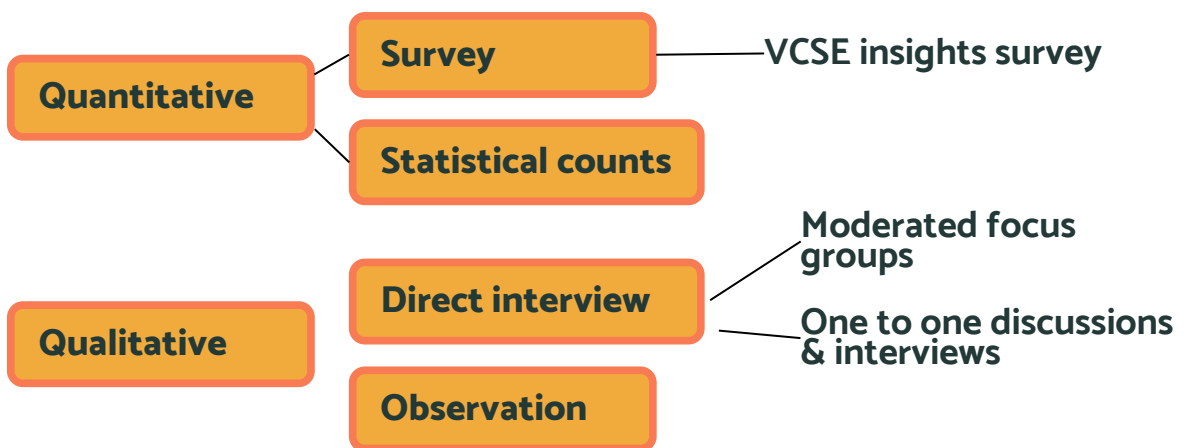 Quantitative
Survey
VCSE insights survey
Statistical counts
Qualitative
Direct interview
Moderated focus
groups
One to one discussions
& interviews
Observation